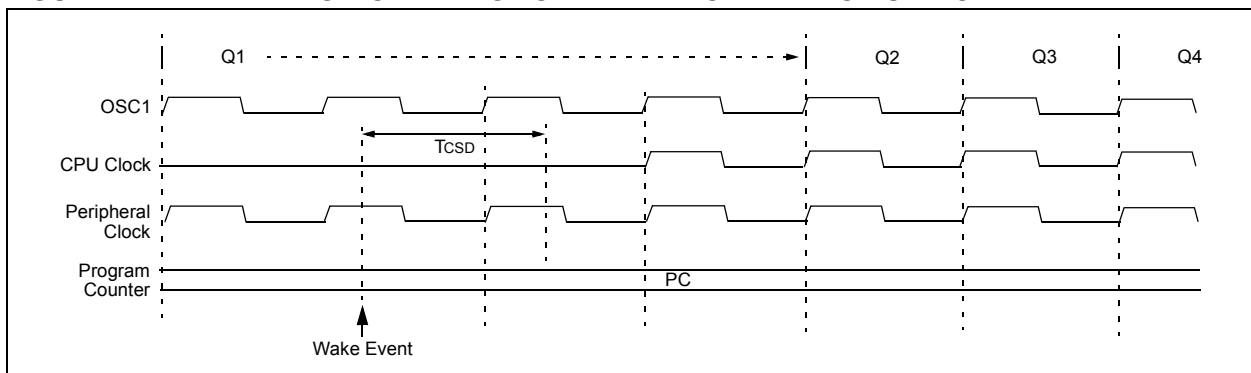 Q1 Q2 Q3 Q4
OSC1
TCSD
CPU Clock
Peripheral
Clock
Program
Counter
PC
Wake Event